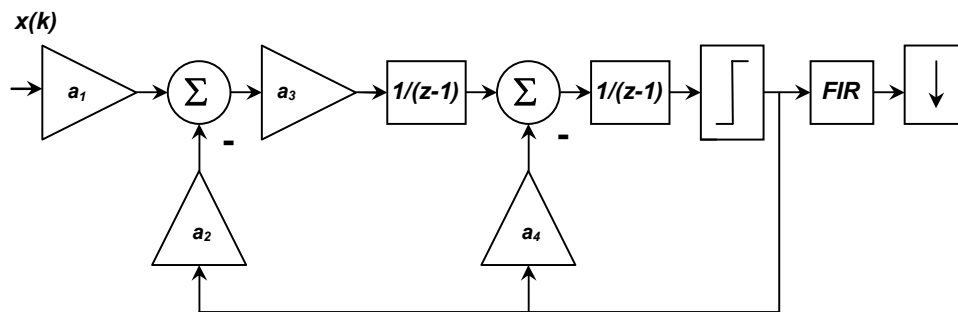 x(k)
a₁
Σ
a₃
1/(z-1)
Σ
1/(z-1)
FIR
-
-
a₂
a₄